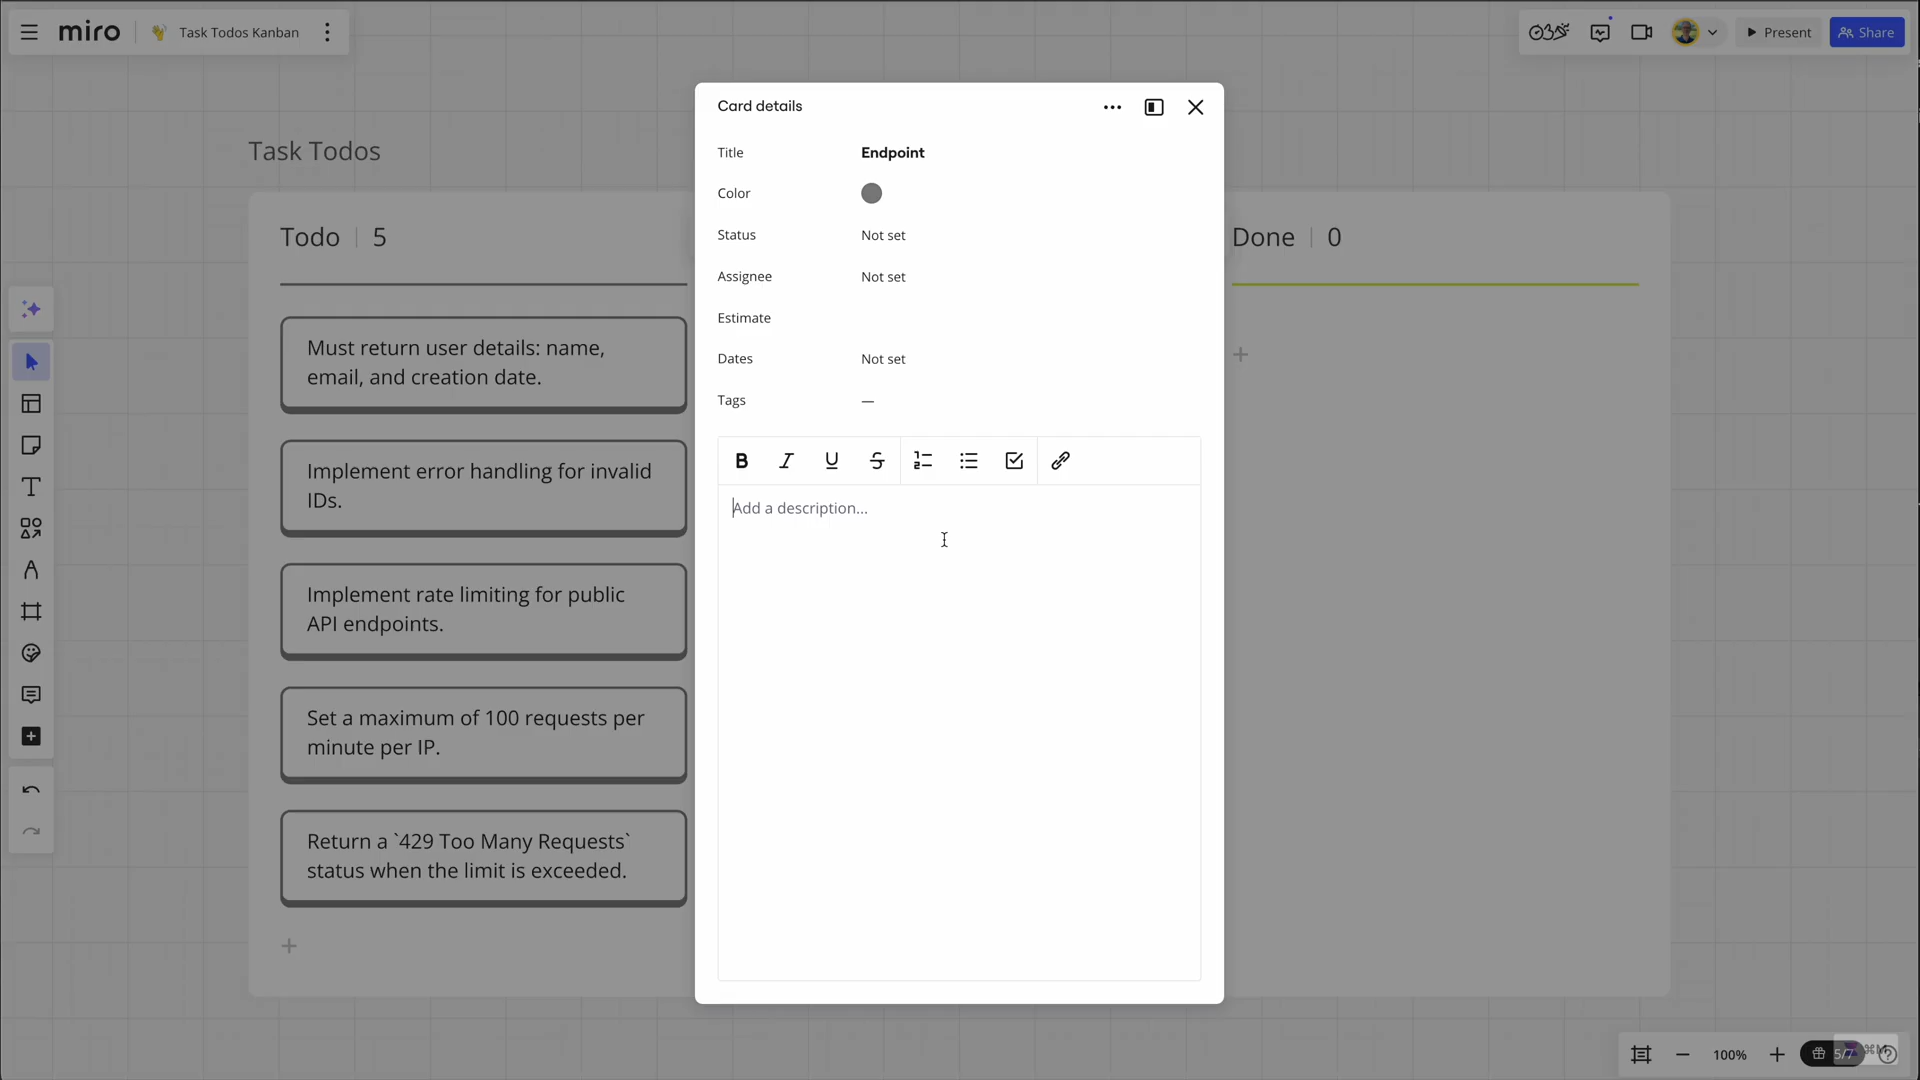 miro
Task Todos Kanban
Present
Share
Task Todos
Todo | 5
Must return user details: name,
email, and creation date.
Implement error handling for invalid
IDs.
Implement rate limiting for public
API endpoints.
Set a maximum of 100 requests per
minute per IP.
Return a `429 Too Many Requests`
status when the limit is exceeded.
Card details
Title Endpoint
Color
Status Not set
Assignee Not set
Estimate
Dates Not set
Tags —
B I U S
Add a description...
Done | 0
100%